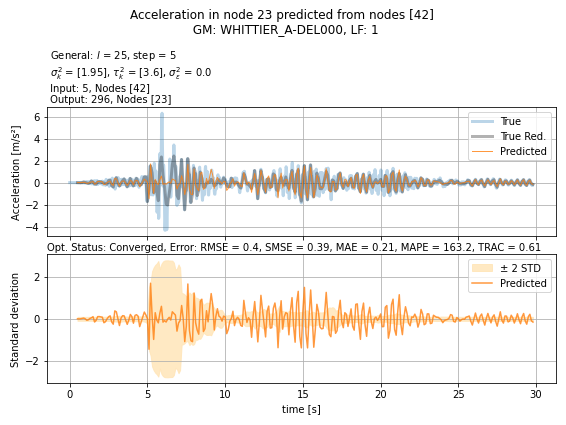 Acceleration in node 23 predicted from nodes [42]
GM: WHITTIER_A-DEL000, LF: 1
General: l = 25, step = 5
σ²ₖ = [1.95], τ²ₖ = [3.6], σ²ε = 0.0
Input: 5, Nodes [42]
Output: 296, Nodes [23]
Acceleration [m/s²]
6
4
2
0
−2
−4
True
True Red.
Predicted
Opt. Status: Converged, Error: RMSE = 0.4, SMSE = 0.39, MAE = 0.21, MAPE = 163.2, TRAC = 0.61
Standard deviation
2
0
−2
± 2 STD
Predicted
0 5 10 15 20 25 30
time [s]